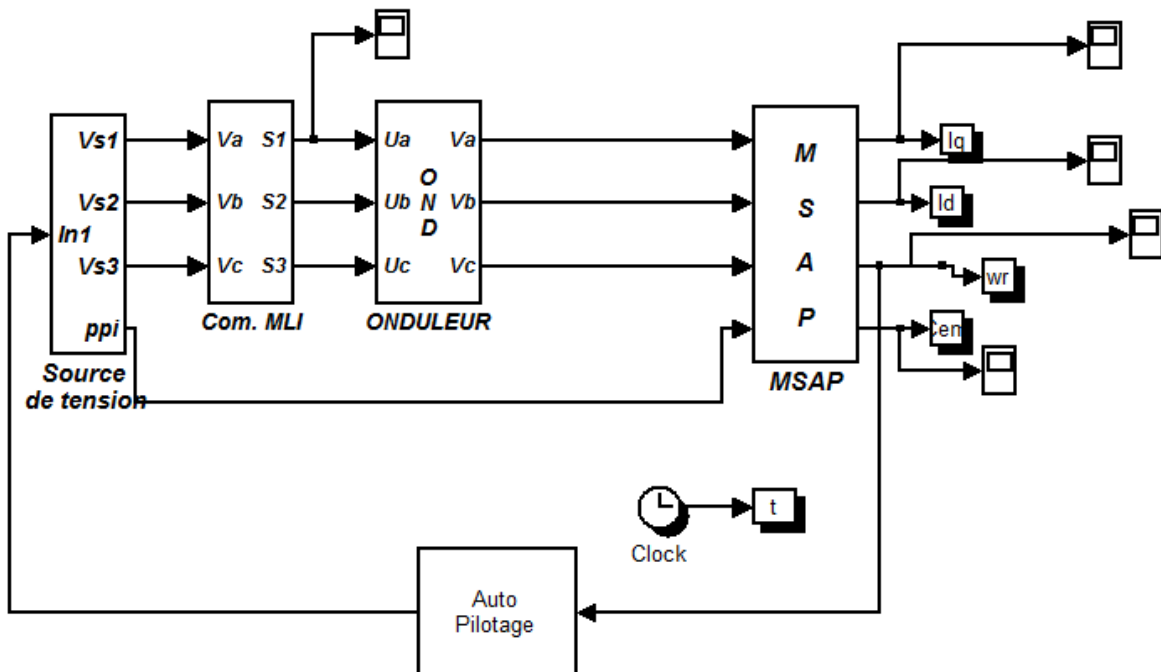 Vs1
Vs2
In1
Vs3
ppi
Source
de tension
Va S1
Vb S2
Vc S3
Com. MLI
Ua Va
Ub Vb
Uc Vc
O
N
D
ONDULEUR
M
S
A
P
MSAP
Iq
Id
wr
Cem
t
Clock
Auto
Pilotage